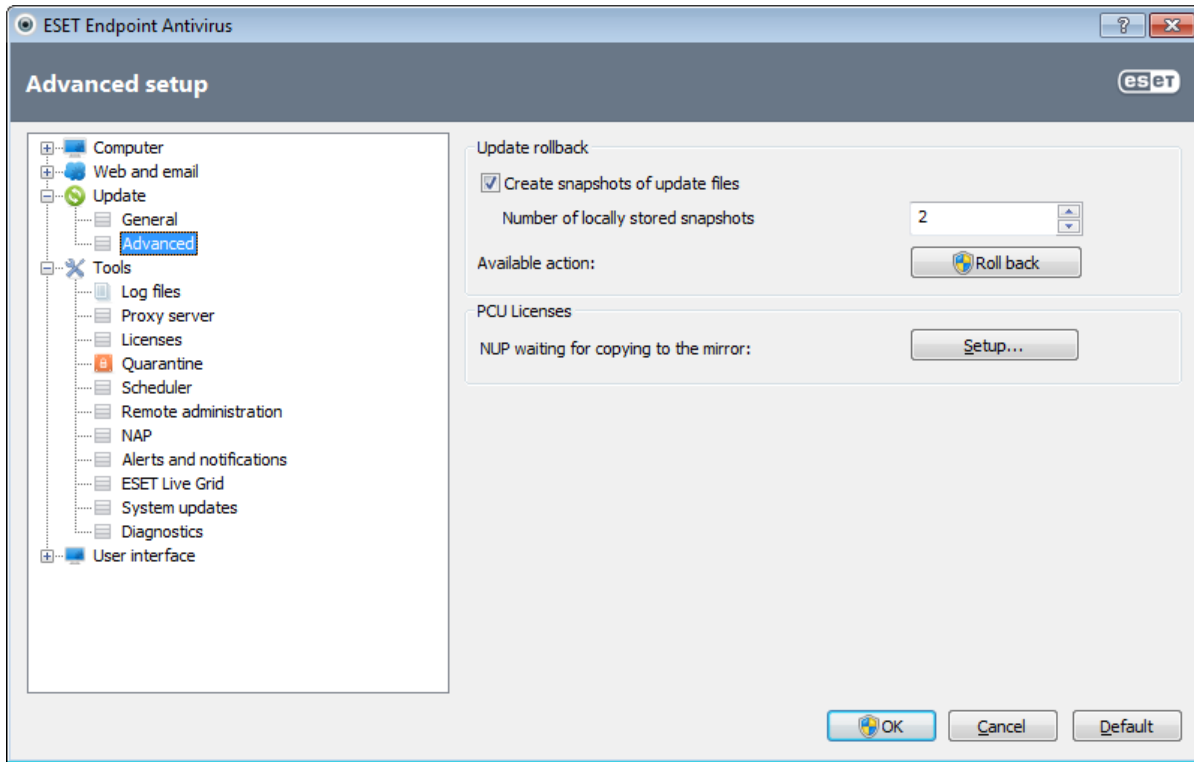 ESET Endpoint Antivirus
?
Advanced setup
eset
Computer
Web and email
Update
General
Advanced
Tools
Log files
Proxy server
Licenses
Quarantine
Scheduler
Remote administration
NAP
Alerts and notifications
ESET Live Grid
System updates
Diagnostics
User interface
Update rollback
Create snapshots of update files
Number of locally stored snapshots 2
Available action: Roll back
PCU Licenses
NUP waiting for copying to the mirror: Setup...
OK Cancel Default